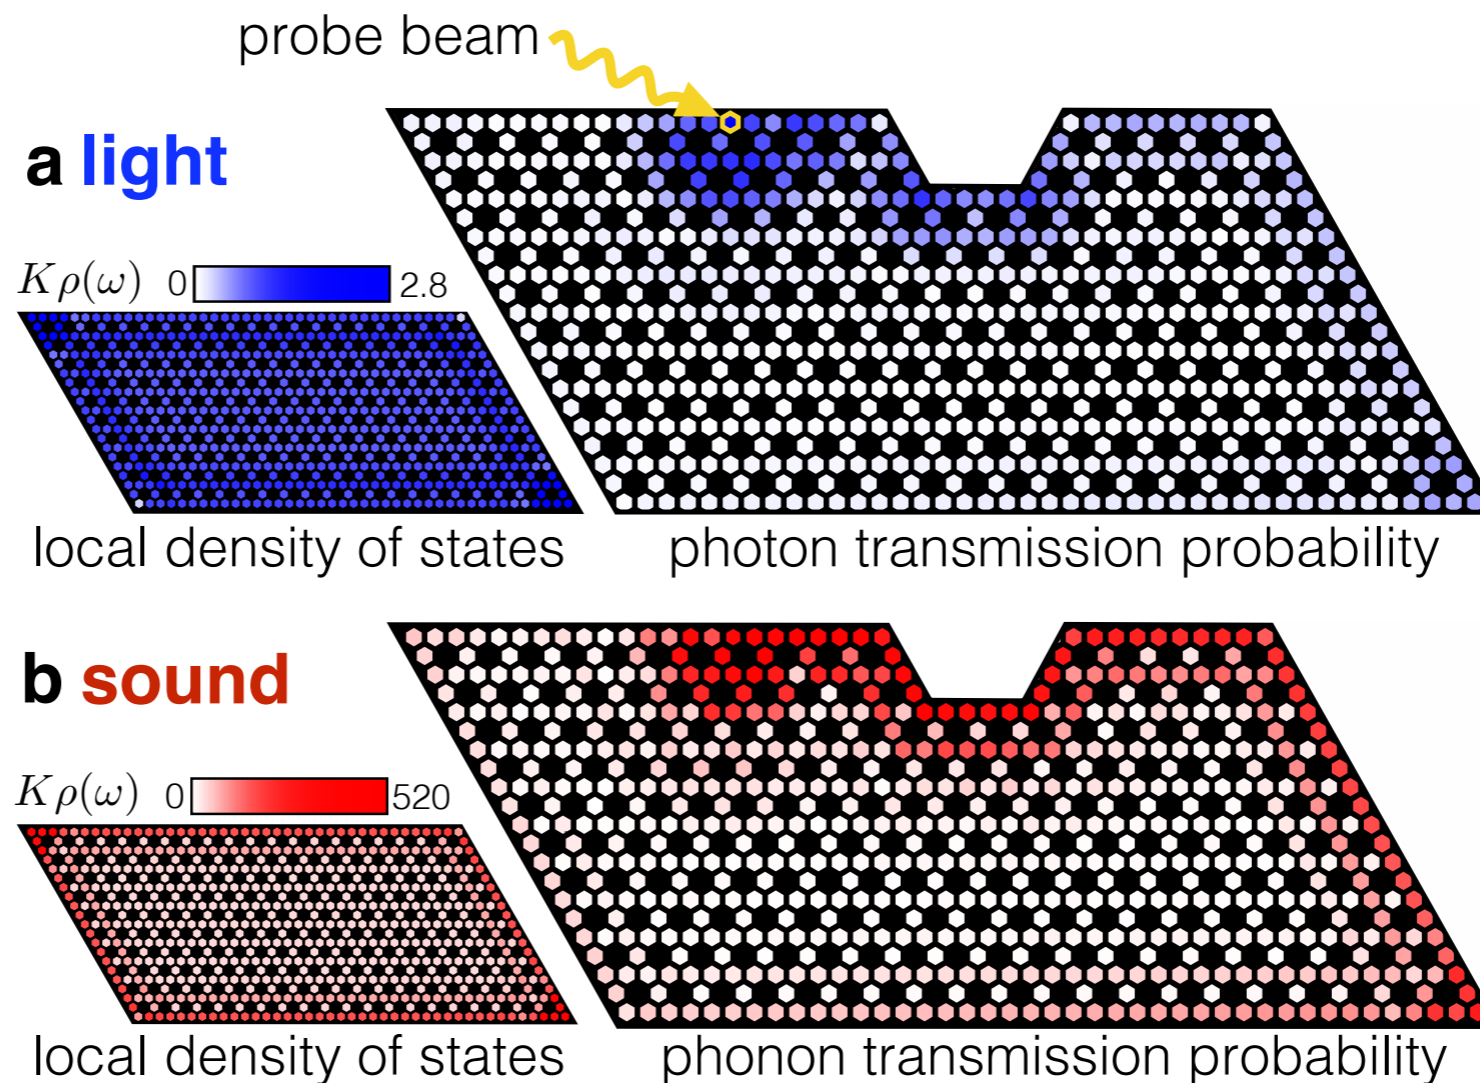 probe beam
a light
Kρ(ω) 0 2.8
local density of states
photon transmission probability
b sound
Kρ(ω) 0 520
local density of states
phonon transmission probability